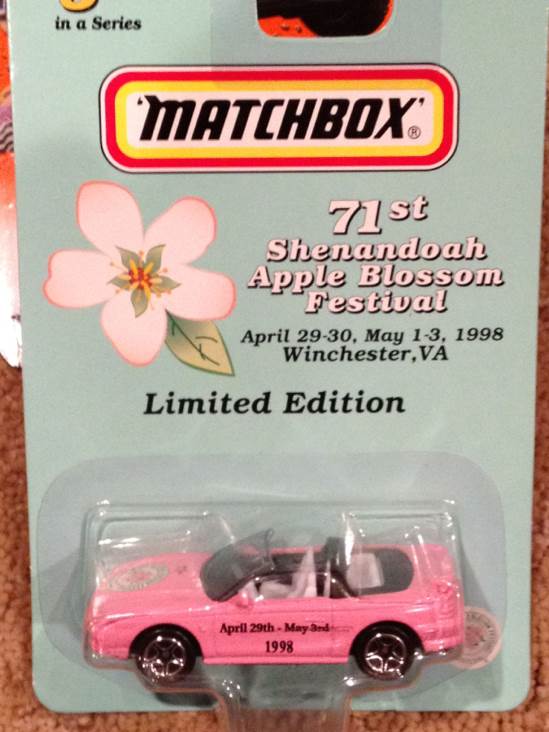 in a Series
'MATCHBOX'®
71st
Shenandoah
Apple Blossom
Festival
April 29-30, May 1-3, 1998
Winchester,VA
Limited Edition
April 29th - May 3rd
1998